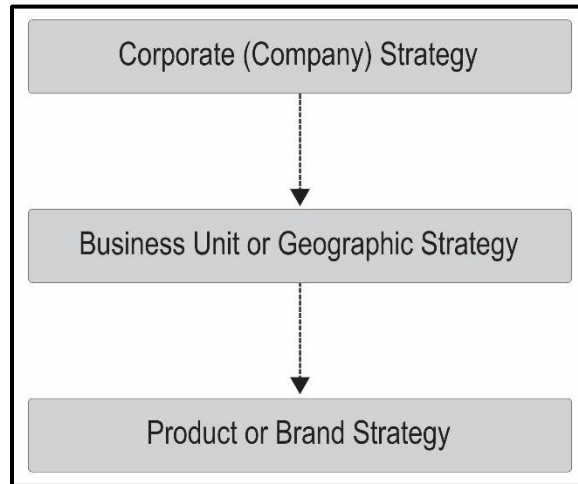 Corporate (Company) Strategy
Business Unit or Geographic Strategy
Product or Brand Strategy